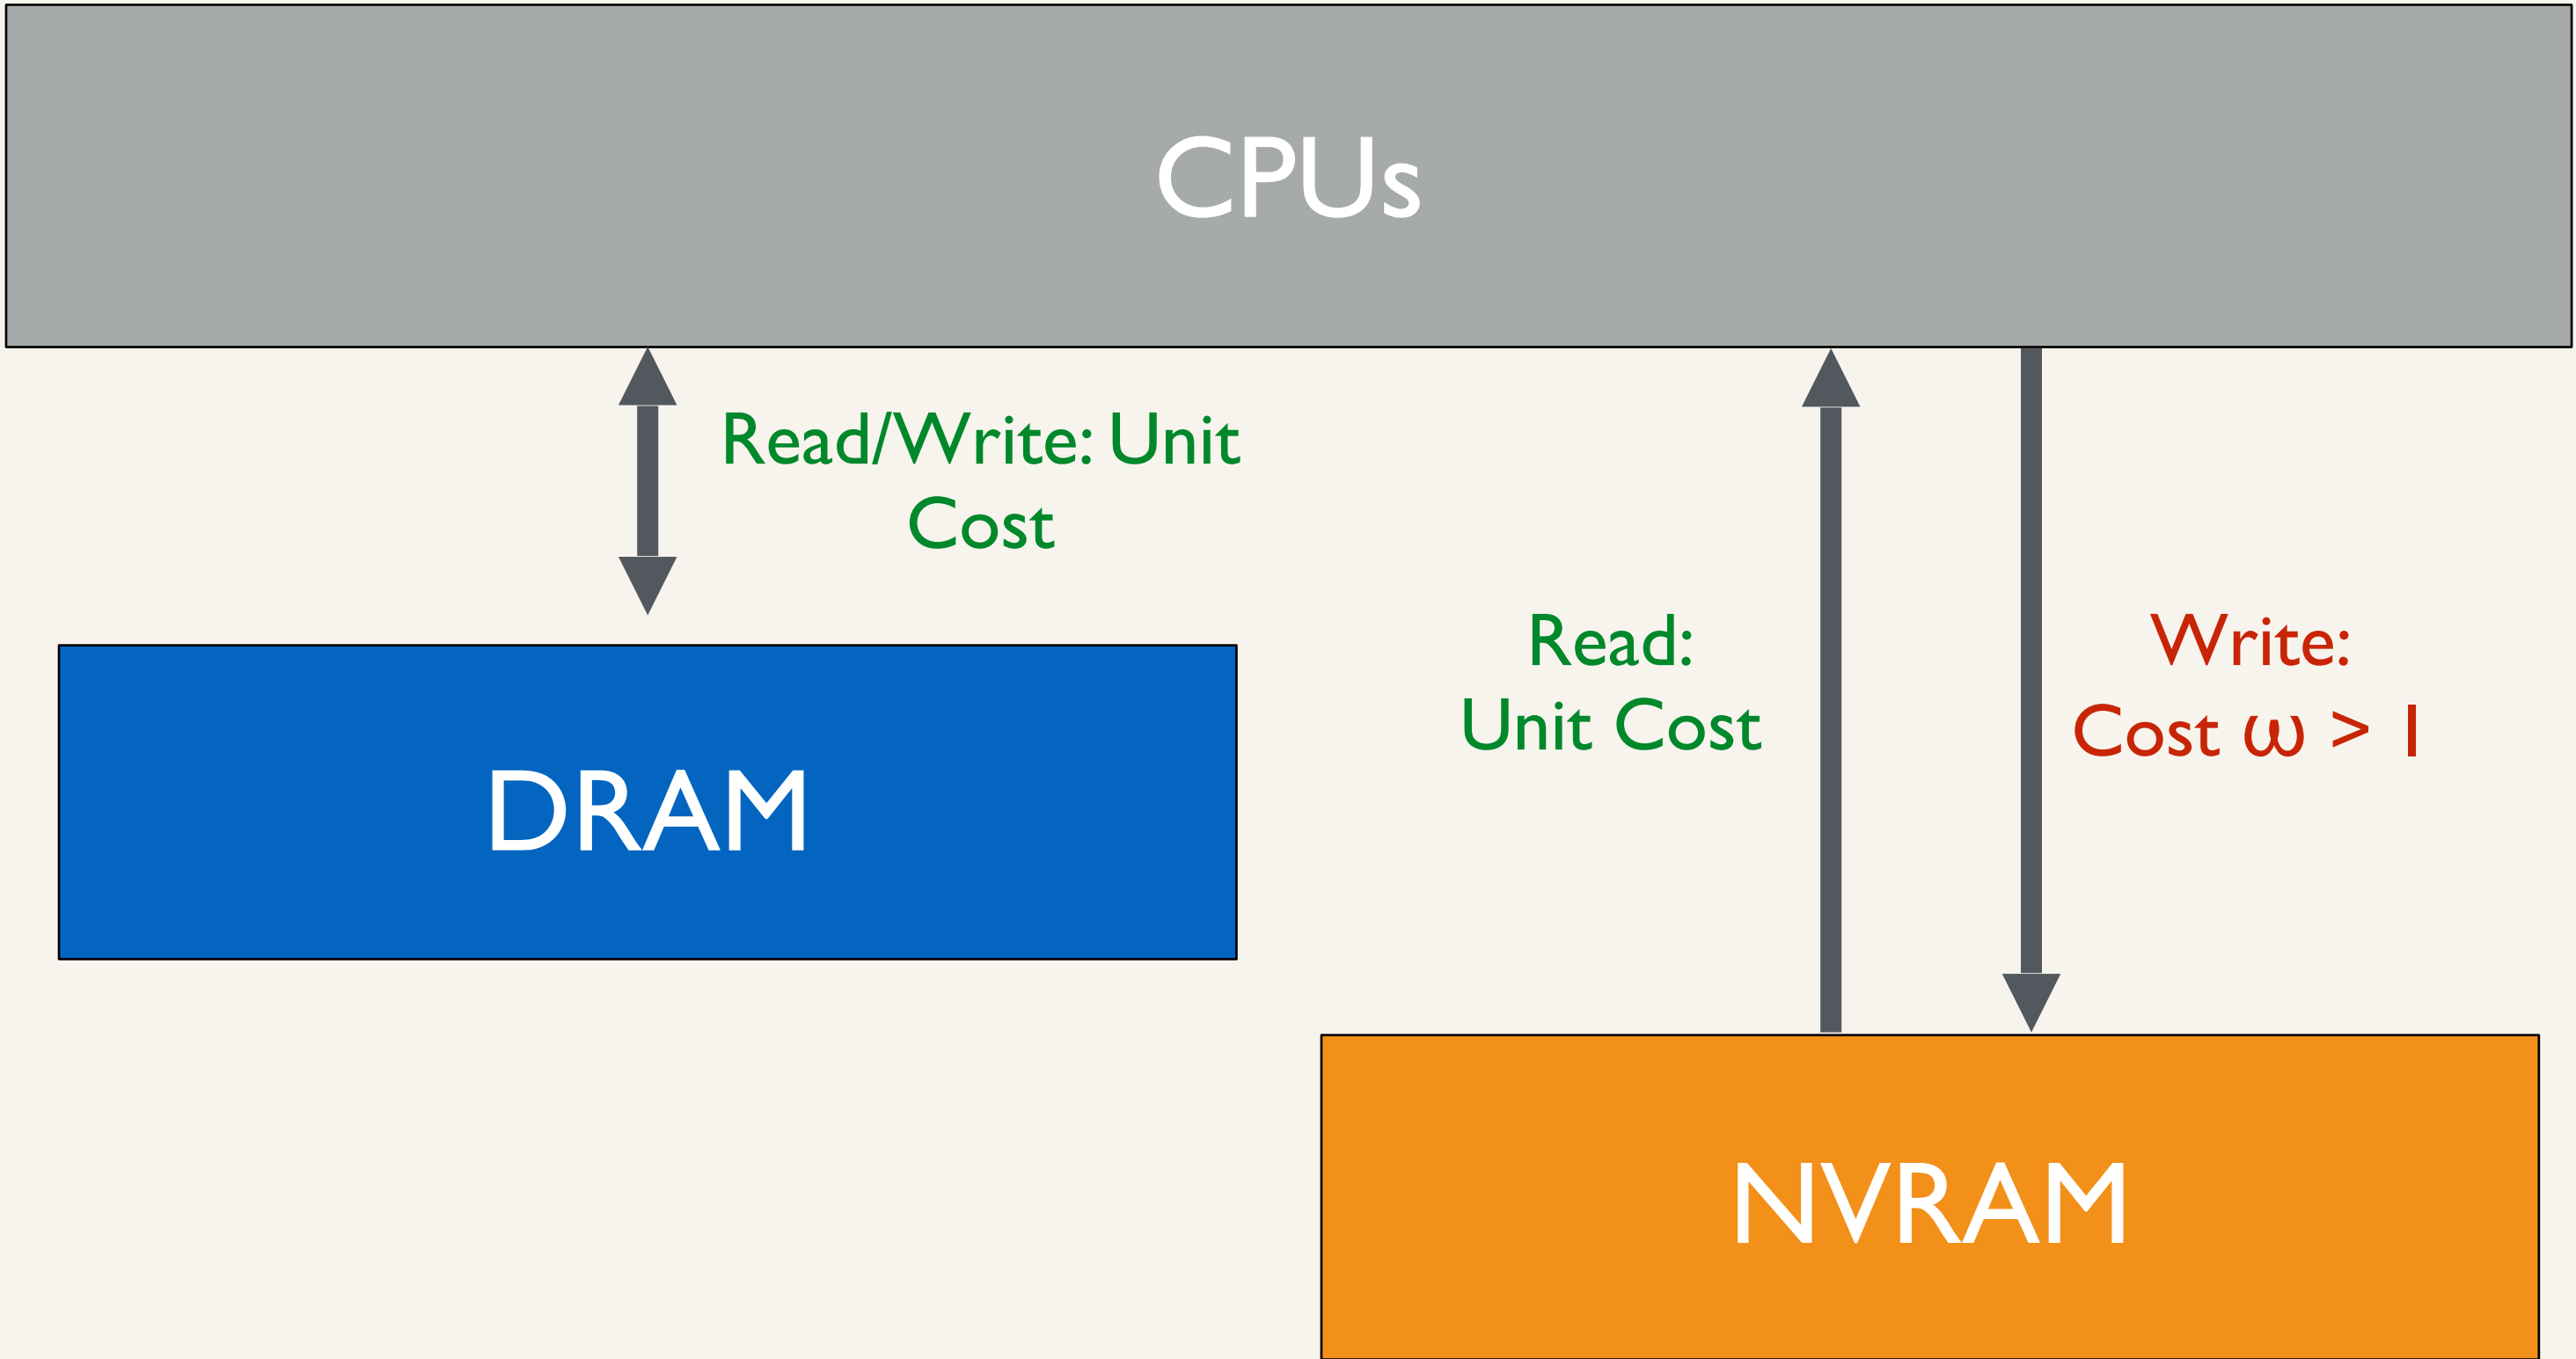 CPUs
Read/Write: Unit
Cost
Read:
Unit Cost
Write:
Cost ω > 1
DRAM
NVRAM